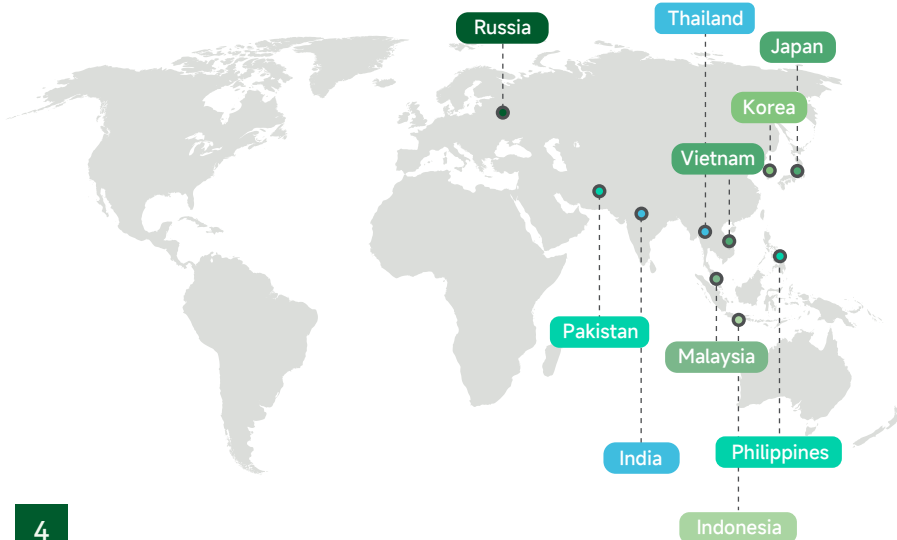 Thailand
Russia
Japan
Korea
Vietnam
Pakistan
Malaysia
Philippines
India
Indonesia
4